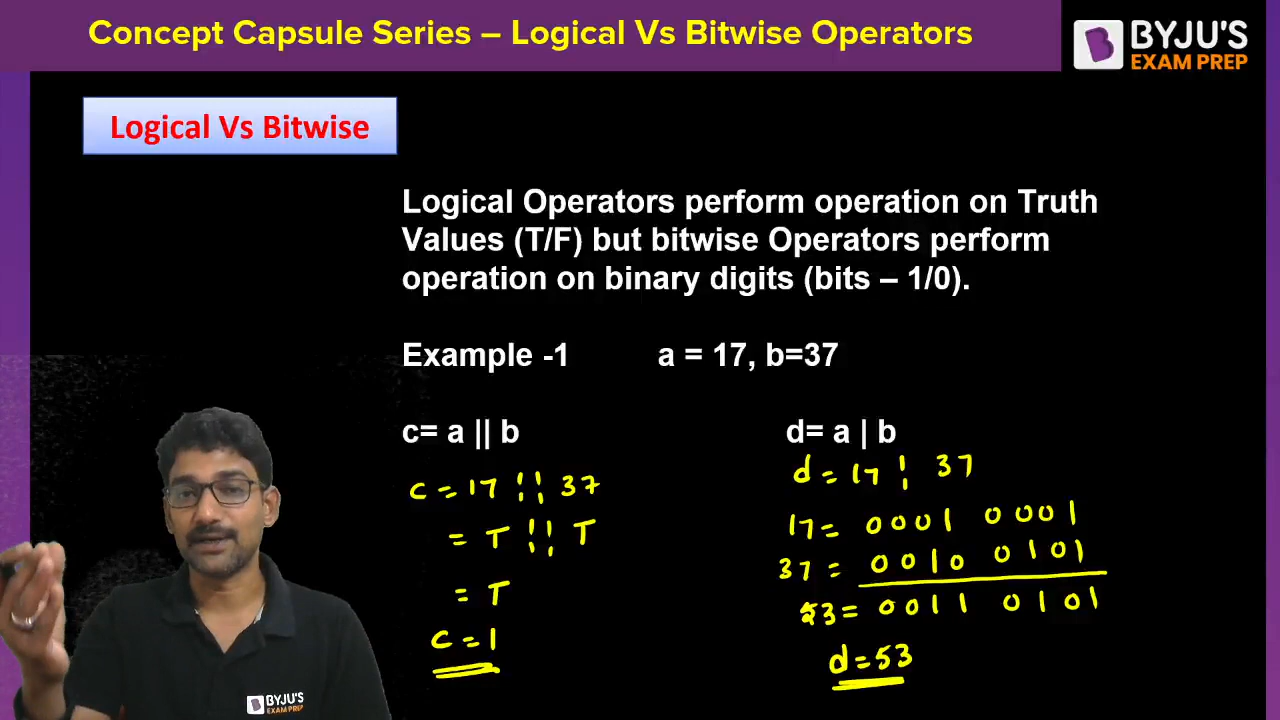 Concept Capsule Series – Logical Vs Bitwise Operators
BYJU'S
EXAM PREP
Logical Vs Bitwise
Logical Operators perform operation on Truth
Values (T/F) but bitwise Operators perform
operation on binary digits (bits – 1/0).
Example -1 a = 17, b=37
c= a || b
c = 17 || 37
= T || T
= T
c = 1
d= a | b
d = 17 | 37
17 = 0001 0001
37 = 0010 0101
53 = 0011 0101
d = 53
BYJU'S
EXAM PREP